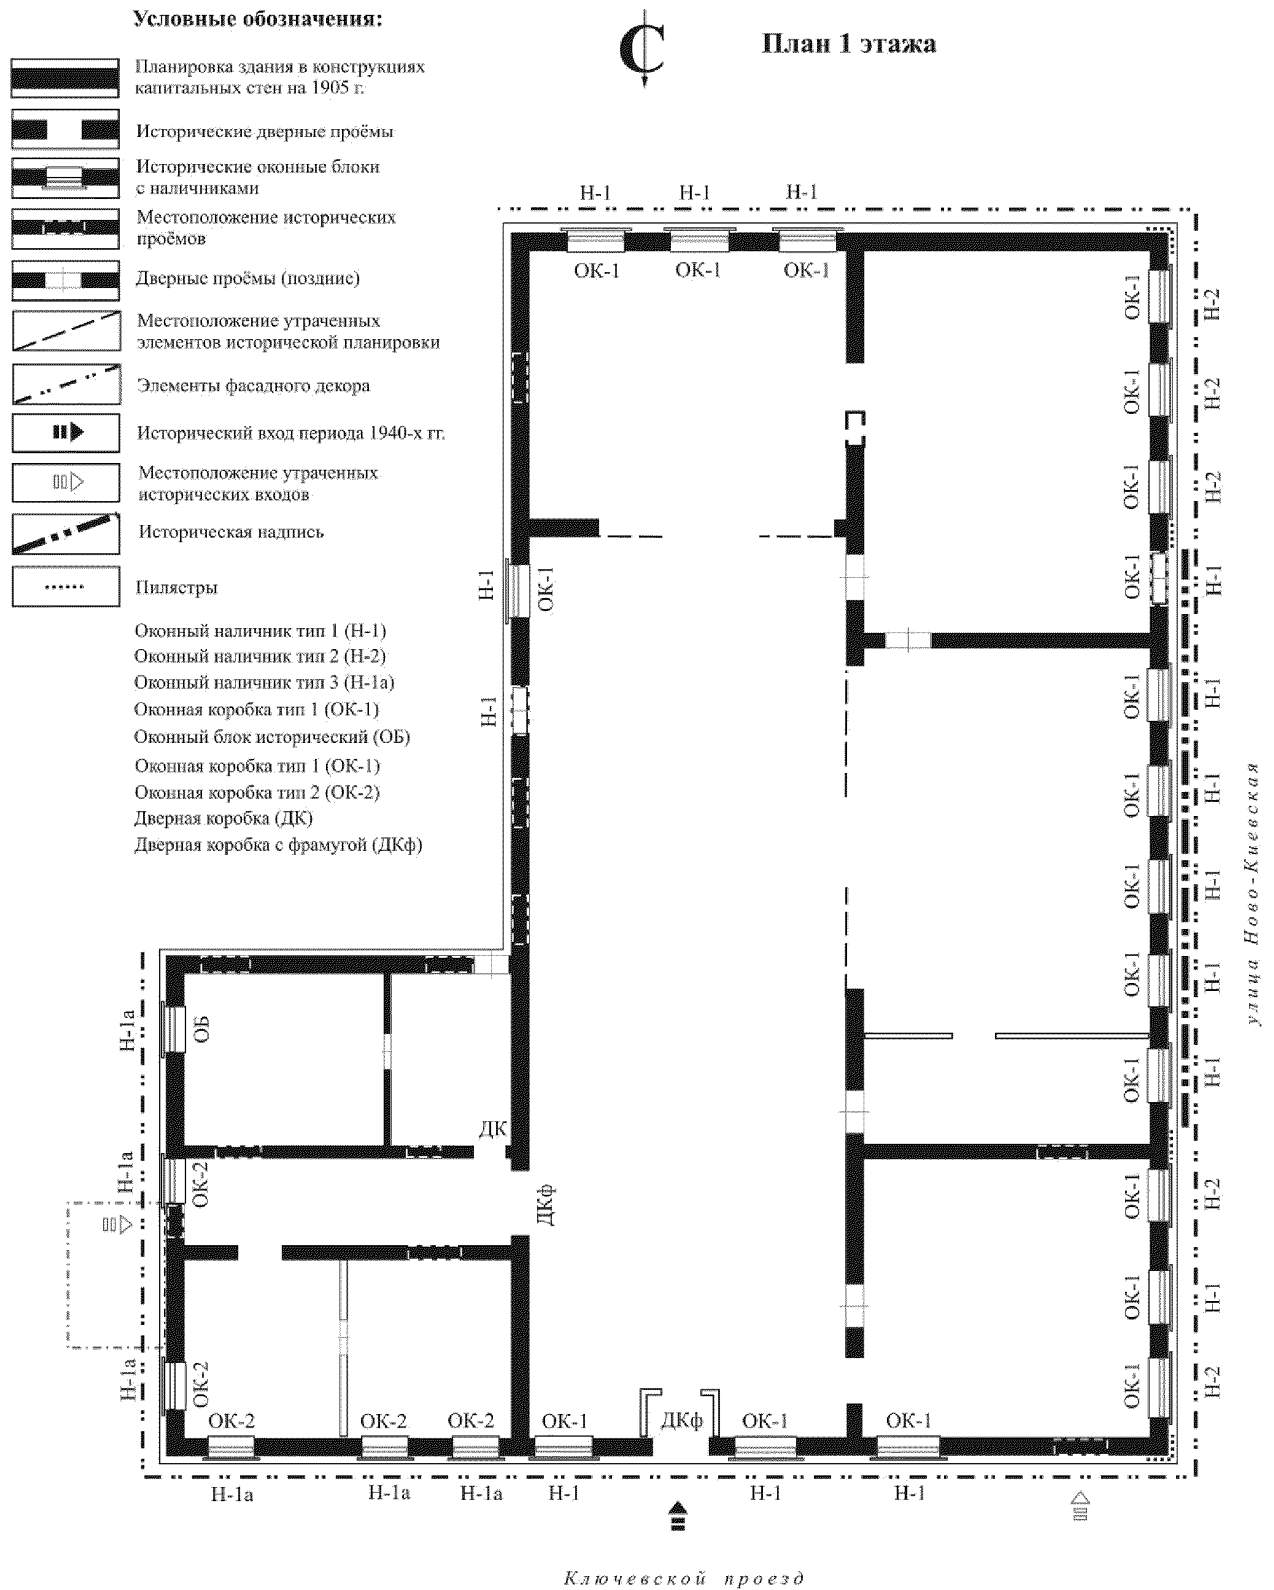 Условные обозначения:
С
План 1 этажа
Планировка здания в конструкциях
капитальных стен на 1905 г.
Исторические дверные проёмы
Исторические оконные блоки
с наличниками
Местоположение исторических
проёмов
Дверные проёмы (поздние)
Местоположение утраченных
элементов исторической планировки
Элементы фасадного декора
Исторический вход периода 1940-х гг.
Местоположение утраченных
исторических входов
Историческая надпись
Пилястры
Оконный наличник тип 1 (Н-1)
Оконный наличник тип 2 (Н-2)
Оконный наличник тип 3 (Н-1а)
Оконная коробка тип 1 (ОК-1)
Оконный блок исторический (ОБ)
Оконная коробка тип 1 (ОК-1)
Оконная коробка тип 2 (ОК-2)
Дверная коробка (ДК)
Дверная коробка с фрамугой (ДКф)
Н-1 Н-1 Н-1
ОК-1 ОК-1 ОК-1
ОК-1 Н-2
ОК-1 Н-2
ОК-1 Н-2
ОК-1 Н-1
Н-1 ОК-1
Н-1
ОК-1 Н-1
ОК-1 Н-1
ОК-1 Н-1
ОК-1 Н-1
ОК-1 Н-1
ОК-1 Н-2
ОК-1 Н-1
ОК-1 Н-2
улица Ново-Киевская
Н-1а ОБ
ДК
Н-1а ОК-2
ДКф
Н-1а ОК-2
ОК-2 ОК-2 ОК-2 ОК-1 ДКф ОК-1 ОК-1
Н-1а Н-1а Н-1а Н-1 Н-1 Н-1
Ключевской проезд